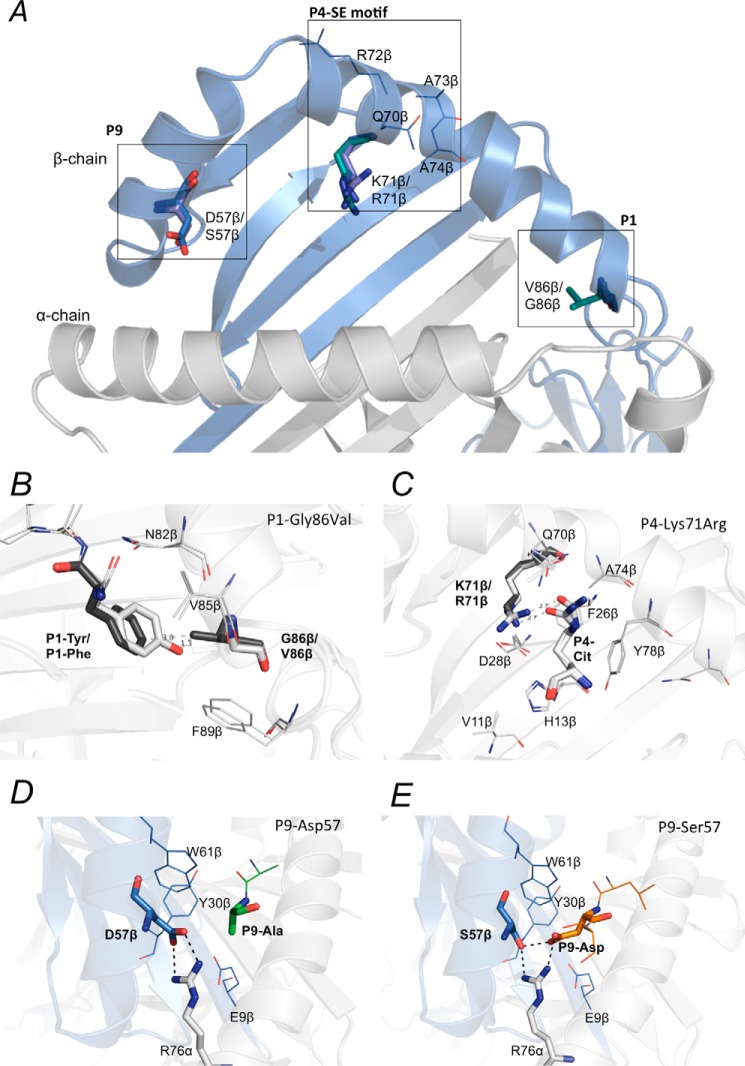 A
P4-SE motif
R72β
A73β
Q70β
A74β
K71β/
R71β
P9
β-chain
D57β/
S57β
P1
V86β/
G86β
α-chain
B
P1-Gly86Val
N82β
V85β
P1-Tyr/
P1-Phe
G86β/
V86β
F89β
C
P4-Lys71Arg
Q70β
A74β
K71β/
R71β
F26β
P4-
Cit
D28β
Y78β
V11β
H13β
D
P9-Asp57
W61β
Y30β
D57β
P9-Ala
E9β
R76α
E
P9-Ser57
W61β
Y30β
S57β
P9-Asp
E9β
R76α